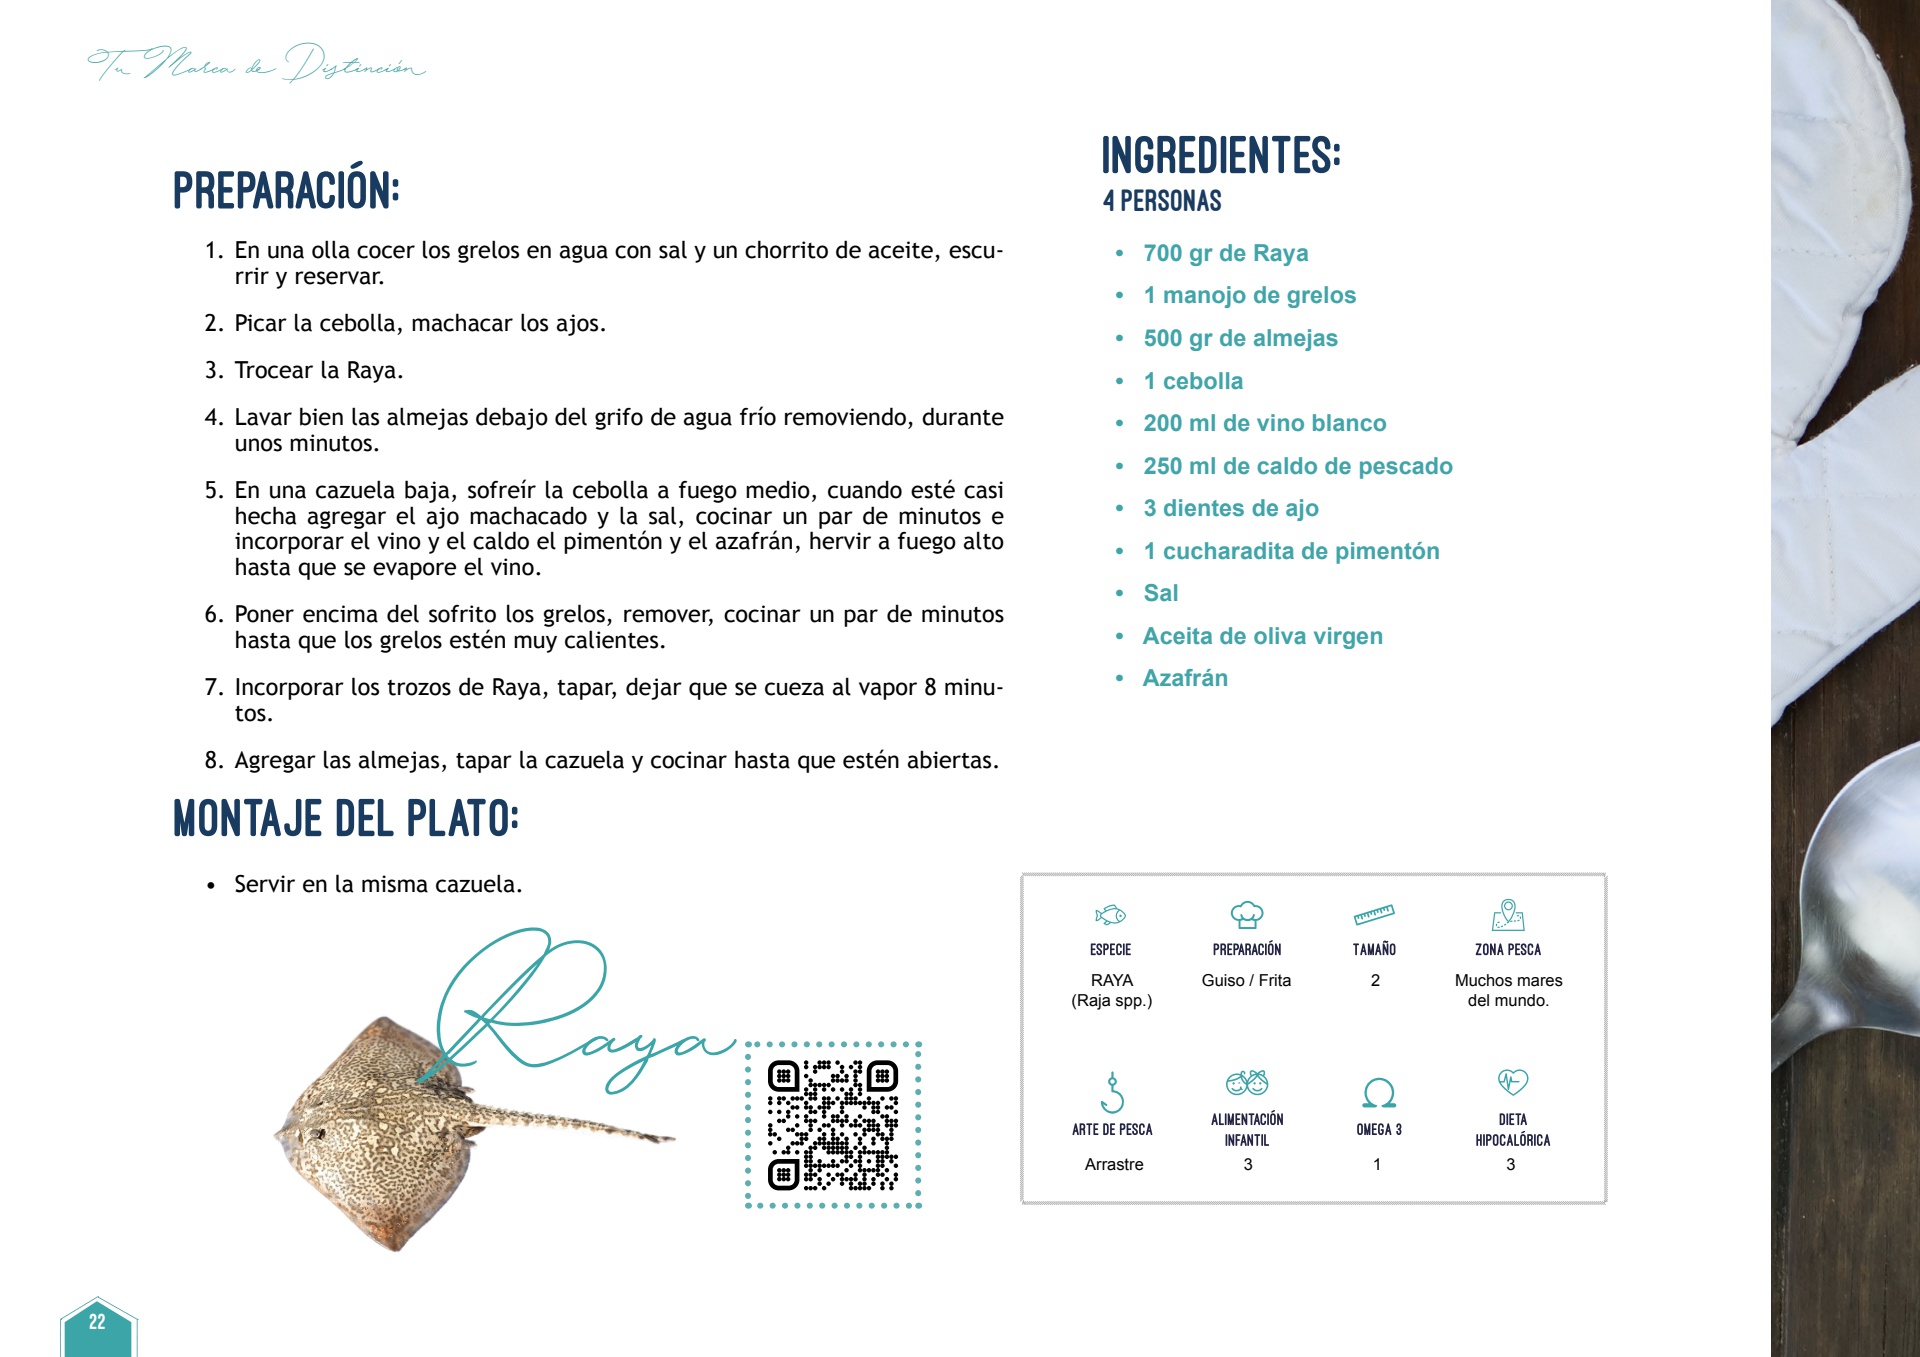 Tu Marca de Distinción
PREPARACIÓN:
1. En una olla cocer los grelos en agua con sal y un chorrito de aceite, escu-
rrir y reservar.
2. Picar la cebolla, machacar los ajos.
3. Trocear la Raya.
4. Lavar bien las almejas debajo del grifo de agua frío removiendo, durante
unos minutos.
5. En una cazuela baja, sofreír la cebolla a fuego medio, cuando esté casi
hecha agregar el ajo machacado y la sal, cocinar un par de minutos e
incorporar el vino y el caldo el pimentón y el azafrán, hervir a fuego alto
hasta que se evapore el vino.
6. Poner encima del sofrito los grelos, remover, cocinar un par de minutos
hasta que los grelos estén muy calientes.
7. Incorporar los trozos de Raya, tapar, dejar que se cueza al vapor 8 minu-
tos.
8. Agregar las almejas, tapar la cazuela y cocinar hasta que estén abiertas.
MONTAJE DEL PLATO:
• Servir en la misma cazuela.
Raya
INGREDIENTES:
4 PERSONAS
• 700 gr de Raya
• 1 manojo de grelos
• 500 gr de almejas
• 1 cebolla
• 200 ml de vino blanco
• 250 ml de caldo de pescado
• 3 dientes de ajo
• 1 cucharadita de pimentón
• Sal
• Aceita de oliva virgen
• Azafrán
ESPECIE
RAYA
(Raja spp.)
PREPARACIÓN
Guiso / Frita
TAMAÑO
2
ZONA PESCA
Muchos mares
del mundo.
ARTE DE PESCA
Arrastre
ALIMENTACIÓN
INFANTIL
3
OMEGA 3
1
DIETA
HIPOCALÓRICA
3
22